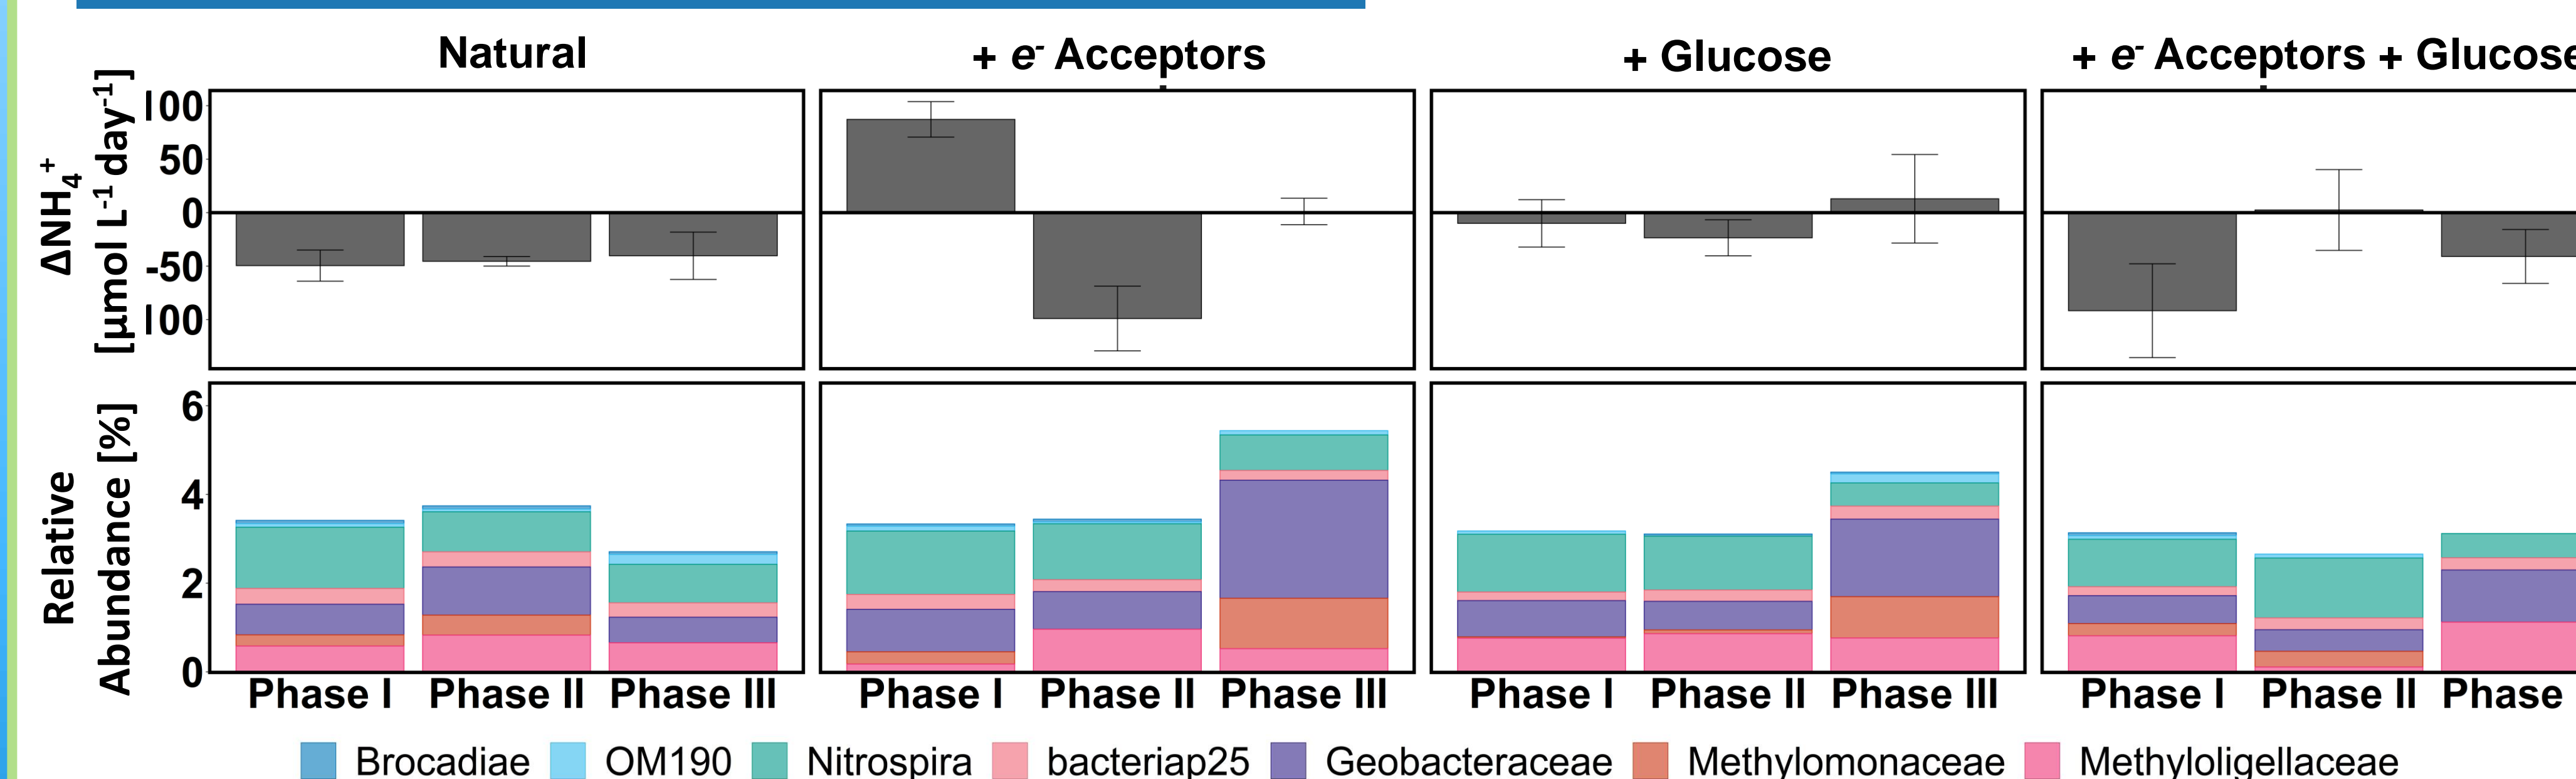 Natural
+ e- Acceptors
+ Glucose
+ e- Acceptors + Glucose
ΔNH4+
[µmol L-1 day-1]
100
50
0
-50
100
Relative
Abundance [%]
6
4
2
0
Phase I Phase II Phase III Phase I Phase II Phase III Phase I Phase II Phase III Phase I Phase II Phase
Brocadiae OM190 Nitrospira bacteriap25 Geobacteraceae Methylomonaceae Methyloligellaceae